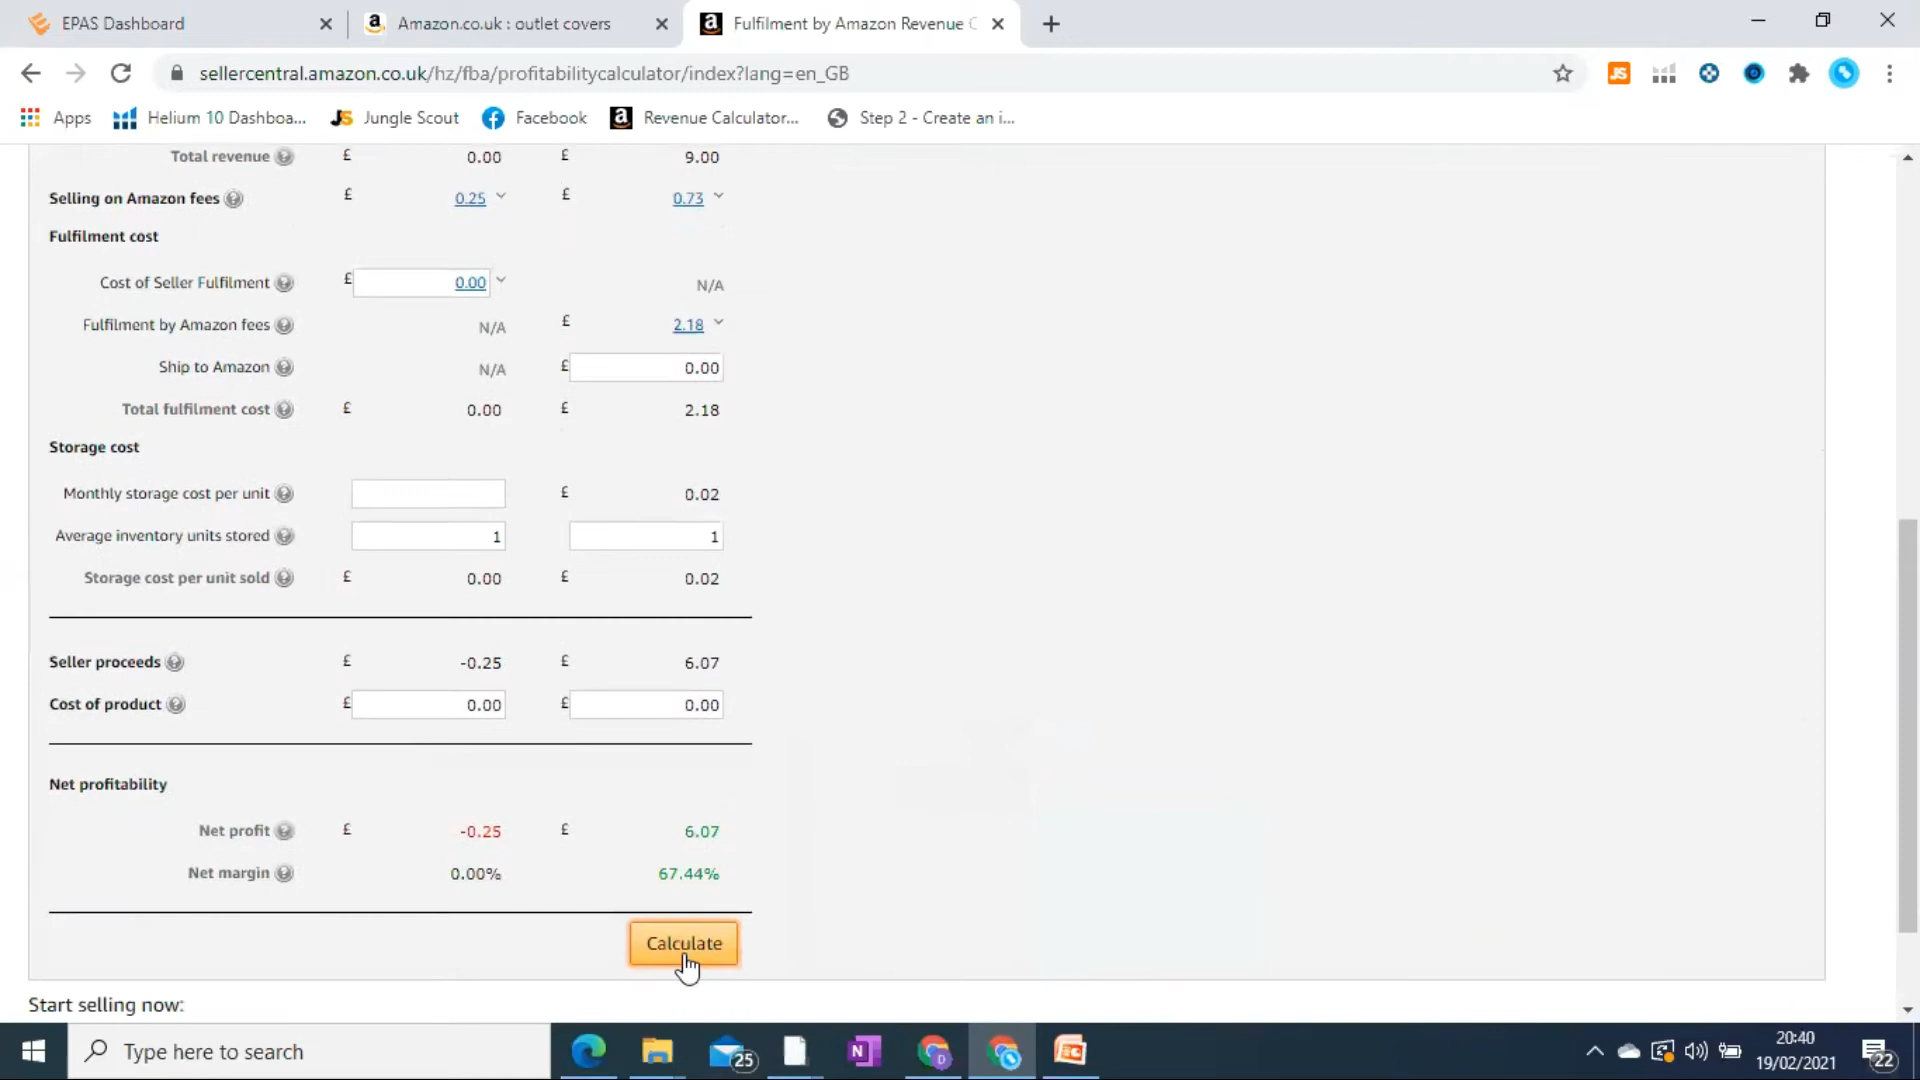 EPAS Dashboard
Amazon.co.uk : outlet covers
Fulfilment by Amazon Revenue C
sellercentral.amazon.co.uk/hz/fba/profitabilitycalculator/index?lang=en_GB
JS
Apps
Helium 10 Dashboa...
JS Jungle Scout
Facebook
Revenue Calculator...
Step 2 - Create an i...
Total revenue £ 0.00 £ 9.00
Selling on Amazon fees £ 0.25 £ 0.73
Fulfilment cost
Cost of Seller Fulfilment £ 0.00 N/A
Fulfilment by Amazon fees N/A £ 2.18
Ship to Amazon N/A £ 0.00
Total fulfilment cost £ 0.00 £ 2.18
Storage cost
Monthly storage cost per unit £ 0.02
Average inventory units stored 1 1
Storage cost per unit sold £ 0.00 £ 0.02
Seller proceeds £ -0.25 £ 6.07
Cost of product £ 0.00 £ 0.00
Net profitability
Net profit £ -0.25 £ 6.07
Net margin 0.00% 67.44%
Calculate
Start selling now:
Type here to search
25
N
D
20:40
19/02/2021
22